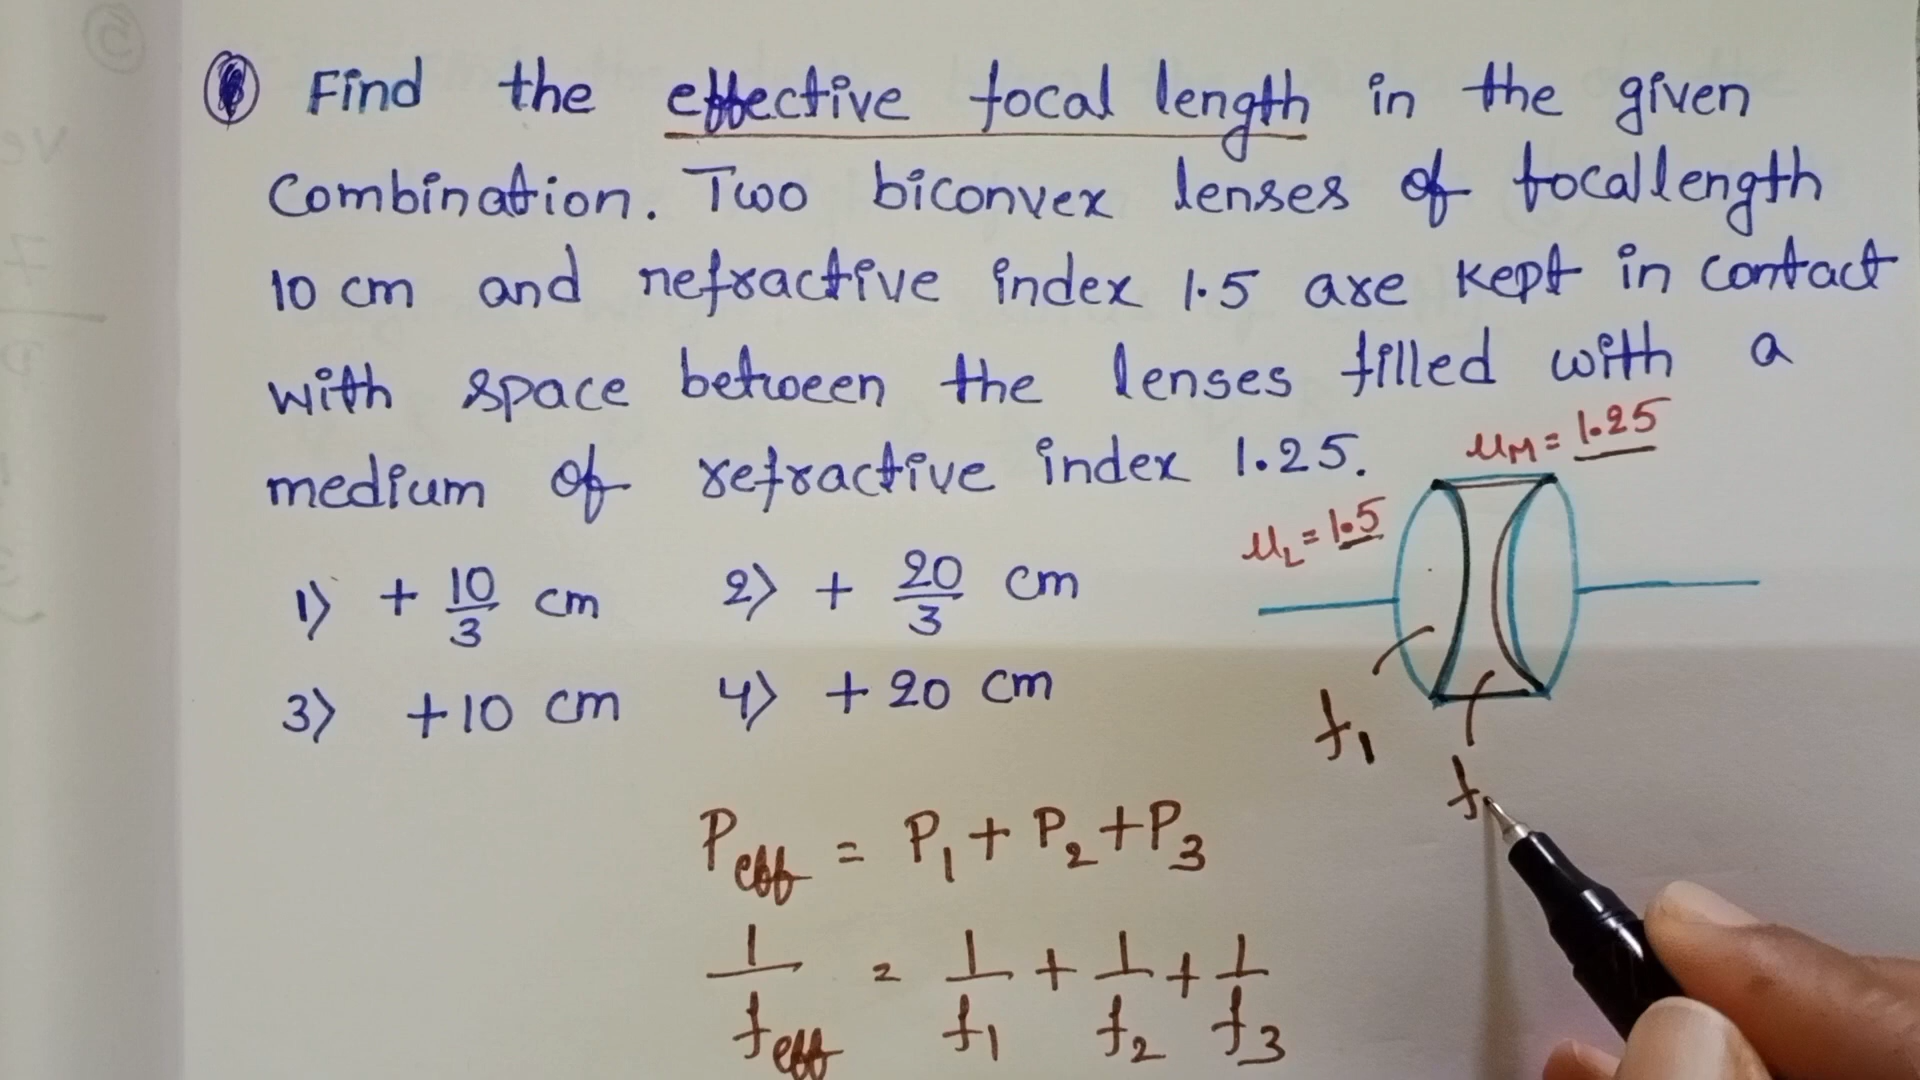 Find the effective focal length in the given
Combination. Two biconvex lenses of focal length
10 cm and refractive index 1.5 are kept in contact
with space between the lenses filled with a
medium of refractive index 1.25.
μM = 1.25
μL = 1.5
1) + 10/3 cm 2) + 20/3 cm
3) +10 cm 4) + 20 cm
f1
f
Peff = P1 + P2 + P3
1/feff = 1/f1 + 1/f2 + 1/f3